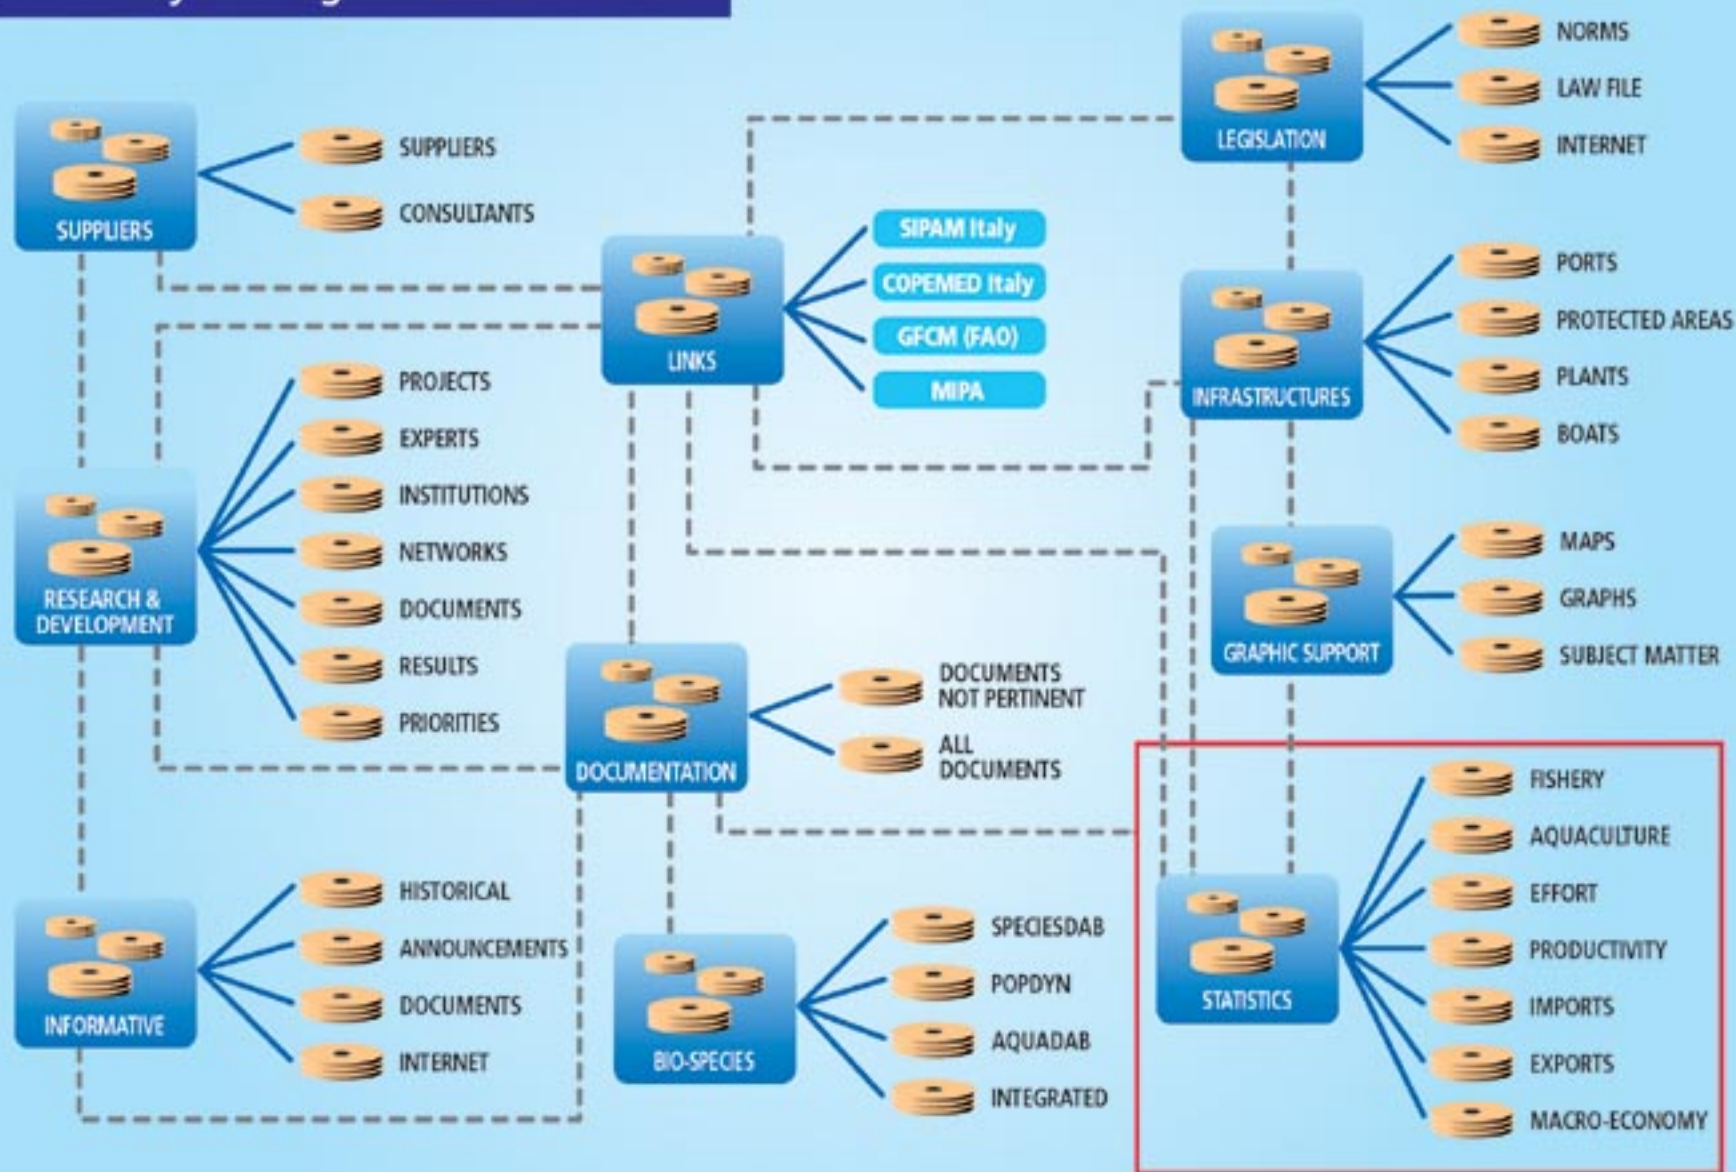 SUPPLIERS
SUPPLIERS
CONSULTANTS
LINKS
SIPAM Italy
COPEMED Italy
GFCM (FAO)
MIPA
LEGISLATION
NORMS
LAW FILE
INTERNET
INFRASTRUCTURES
PORTS
PROTECTED AREAS
PLANTS
BOATS
RESEARCH &
DEVELOPMENT
PROJECTS
EXPERTS
INSTITUTIONS
NETWORKS
DOCUMENTS
RESULTS
PRIORITIES
GRAPHIC SUPPORT
MAPS
GRAPHS
SUBJECT MATTER
DOCUMENTATION
DOCUMENTS
NOT PERTINENT
ALL
DOCUMENTS
INFORMATIVE
HISTORICAL
ANNOUNCEMENTS
DOCUMENTS
INTERNET
BIO-SPECIES
SPECIESDAB
POPDYN
AQUADAB
INTEGRATED
STATISTICS
FISHERY
AQUACULTURE
EFFORT
PRODUCTIVITY
IMPORTS
EXPORTS
MACRO-ECONOMY